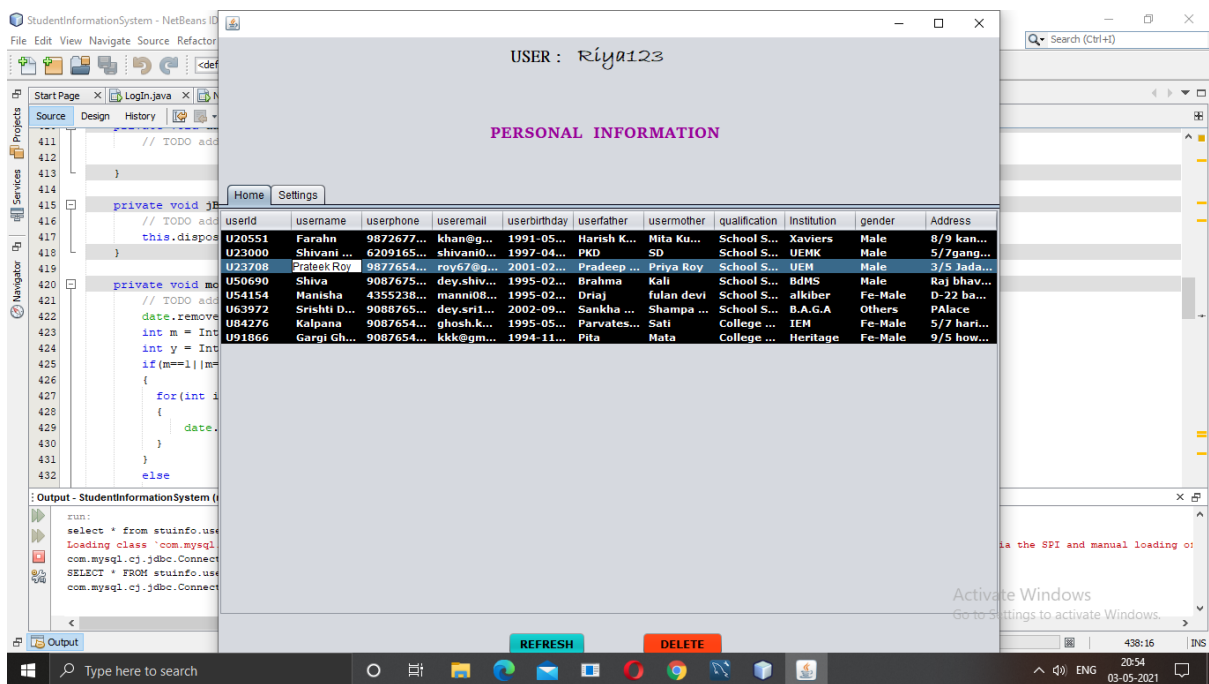 StudentInformationSystem - NetBeans ID
File Edit View Navigate Source Refactor
Search (Ctrl+I)
<def
USER : Riya123
Start Page LogIn.java N
Source Design History
PERSONAL INFORMATION
Projects
Services
Navigator
411 // TODO add
412
413 }
414
415 private void jB
416 // TODO add
417 this.dispos
418 }
419
420 private void mo
421 // TODO add
422 date.remove
423 int m = Int
424 int y = Int
425 if(m==1||m=
426 {
427 for(int i
428 {
429 date.
430 }
431 }
432 else
Home Settings
userId username userphone useremail userbirthday userfather usermother qualification Institution gender Address
U20551 Farahn 9872677... khan@g... 1991-05... Harish K... Mita Ku... School S... Xaviers Male 8/9 kan...
U23000 Shivani ... 6209165... shivani0... 1997-04... PKD SD School S... UEMK Male 5/7gang...
U23708 Prateek Roy 9877654... roy67@g... 2001-02... Pradeep ... Priya Roy School S... UEM Male 3/5 Jada...
U50690 Shiva 9087675... dey.shiv... 1995-02... Brahma Kali School S... BdMS Male Raj bhav...
U54154 Manisha 4355238... manni08... 1995-02... Driaj fulan devi School S... alkiber Fe-Male D-22 ba...
U63972 Srishti D... 9088765... dey.sri1... 2002-09... Sankha ... Shampa ... School S... B.A.G.A Others PAlace
U84276 Kalpana 9087654... ghosh.k... 1995-05... Parvates... Sati College ... IEM Fe-Male 5/7 hari...
U91866 Gargi Gh... 9087654... kkk@gm... 1994-11... Pita Mata College ... Heritage Fe-Male 9/5 how...
Output - StudentInformationSystem (r
run:
select * from stuinfo.use
Loading class `com.mysql. ia the SPI and manual loading of
com.mysql.cj.jdbc.Connect
SELECT * FROM stuinfo.use
com.mysql.cj.jdbc.Connect
Activate Windows
Go to Settings to activate Windows.
Output
REFRESH DELETE
438:16 INS
Type here to search
ENG
20:54
03-05-2021